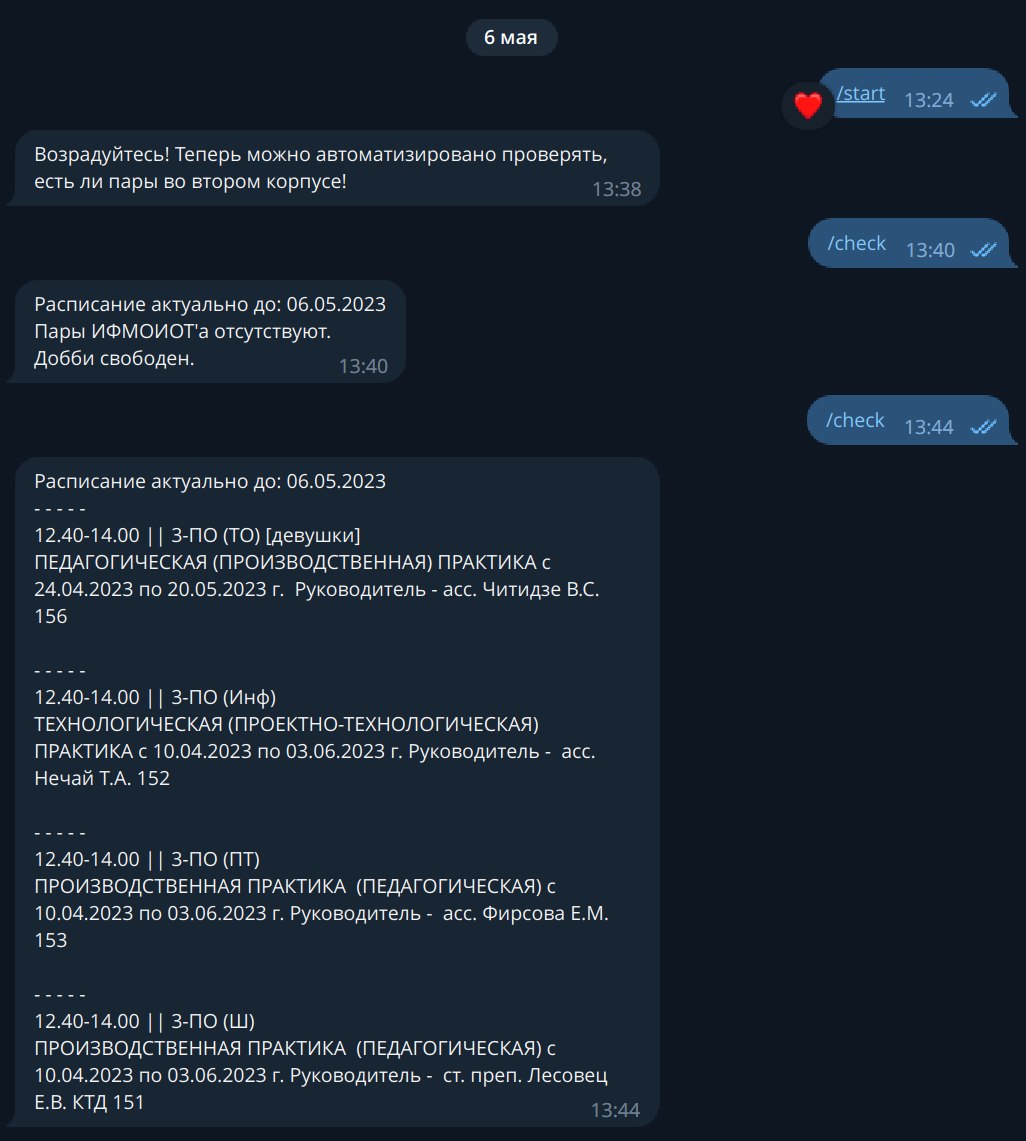 6 мая
/start 13:24
Возрадуйтесь! Теперь можно автоматизировано проверять,
есть ли пары во втором корпусе!
13:38
/check 13:40
Расписание актуально до: 06.05.2023
Пары ИФМОИОТ'а отсутствуют.
Добби свободен.
13:40
/check 13:44
Расписание актуально до: 06.05.2023
- - - - -
12.40-14.00 || 3-ПО (ТО) [девушки]
ПЕДАГОГИЧЕСКАЯ (ПРОИЗВОДСТВЕННАЯ) ПРАКТИКА с
24.04.2023 по 20.05.2023 г.  Руководитель - асс. Читидзе В.С.
156
- - - - -
12.40-14.00 || 3-ПО (Инф)
ТЕХНОЛОГИЧЕСКАЯ (ПРОЕКТНО-ТЕХНОЛОГИЧЕСКАЯ)
ПРАКТИКА с 10.04.2023 по 03.06.2023 г. Руководитель -  асс.
Нечай Т.А. 152
- - - - -
12.40-14.00 || 3-ПО (ПТ)
ПРОИЗВОДСТВЕННАЯ ПРАКТИКА  (ПЕДАГОГИЧЕСКАЯ) с
10.04.2023 по 03.06.2023 г. Руководитель -  асс. Фирсова Е.М.
153
- - - - -
12.40-14.00 || 3-ПО (Ш)
ПРОИЗВОДСТВЕННАЯ ПРАКТИКА  (ПЕДАГОГИЧЕСКАЯ) с
10.04.2023 по 03.06.2023 г. Руководитель -  ст. преп. Лесовец
Е.В. КТД 151
13:44